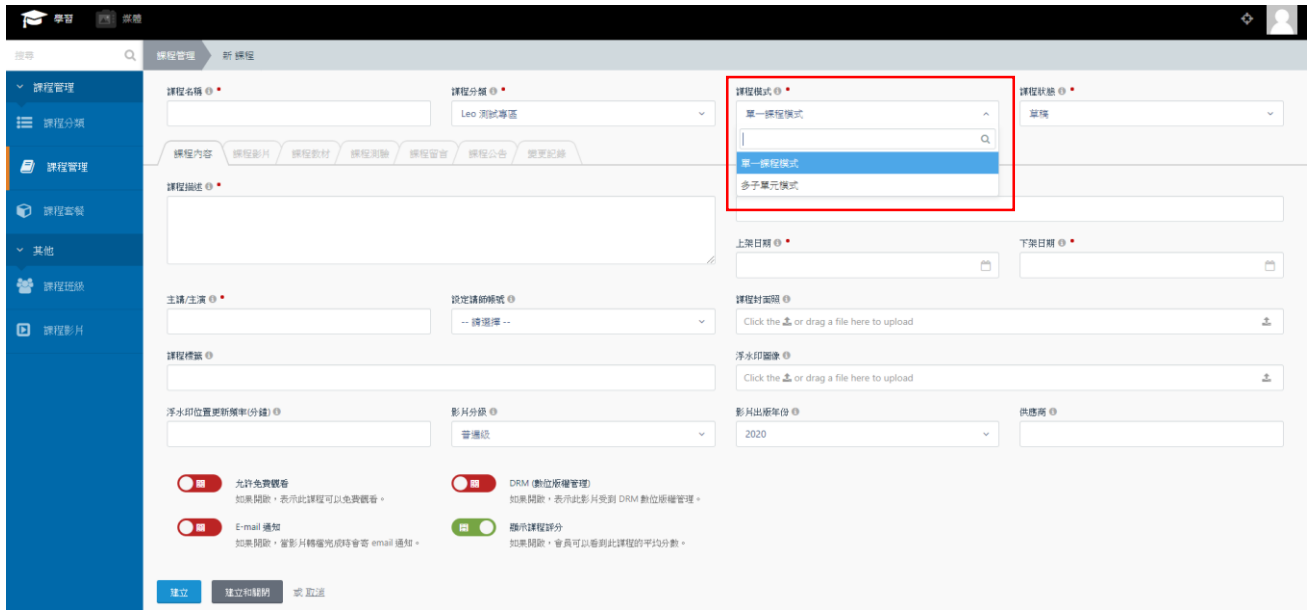 學習
媒體
搜尋
課程管理
新 課程
課程管理
課程分類
課程管理
課程套餐
其他
課程班級
課程影片
課程名稱
課程分類
Leo 測試專區
課程模式
單一課程模式
單一課程模式
多子單元模式
課程狀態
草稿
課程內容
課程影片
課程教材
課程測驗
課程留言
課程公告
變更紀錄
課程描述
上架日期
下架日期
主講/主演
設定講師帳號
-- 請選擇 --
課程封面照
Click the or drag a file here to upload
課程標籤
浮水印圖像
Click the or drag a file here to upload
浮水印位置更新頻率(分鐘)
影片分級
普遍級
影片出版年份
2020
供應商
關
允許免費觀看
如果開啟，表示此課程可以免費觀看。
關
DRM (數位版權管理)
如果開啟，表示此影片受到 DRM 數位版權管理。
關
E-mail 通知
如果開啟，當影片轉檔完成時會寄 email 通知。
開
顯示課程評分
如果開啟，會員可以看到此課程的平均分數。
建立
建立和關閉
或 取消